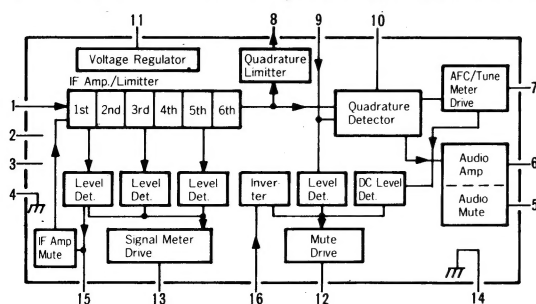 11 8 9 10
Voltage Regulator
Quadrature
Limitter
AFC/Tune
Meter
Drive
7
IF Amp./Limitter
1 1st 2nd 3rd 4th 5th 6th
Quadrature
Detector
2
3
4
Level
Det.
Level
Det.
Level
Det.
Inver-
ter
Level
Det.
DC Level
Det.
Audio
Amp
6
Audio
Mute
5
IF Amp
Mute
Signal Meter
Drive
Mute Drive
15 13 16 12 14